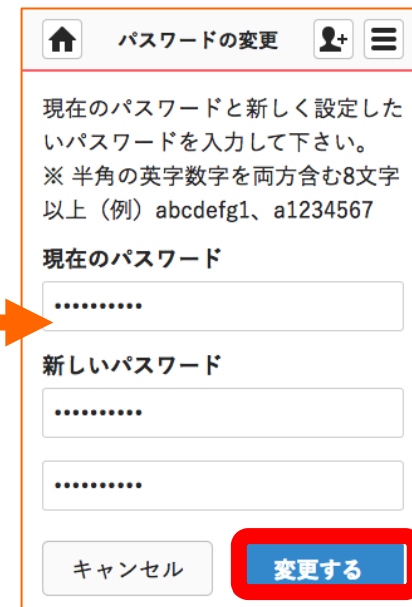 パスワードの変更
現在のパスワードと新しく設定した
いパスワードを入力して下さい。
※ 半角の英字数字を両方含む8文字
以上（例）abcdefg1、a1234567
現在のパスワード
••••••••••
新しいパスワード
••••••••••
••••••••••
キャンセル 変更する